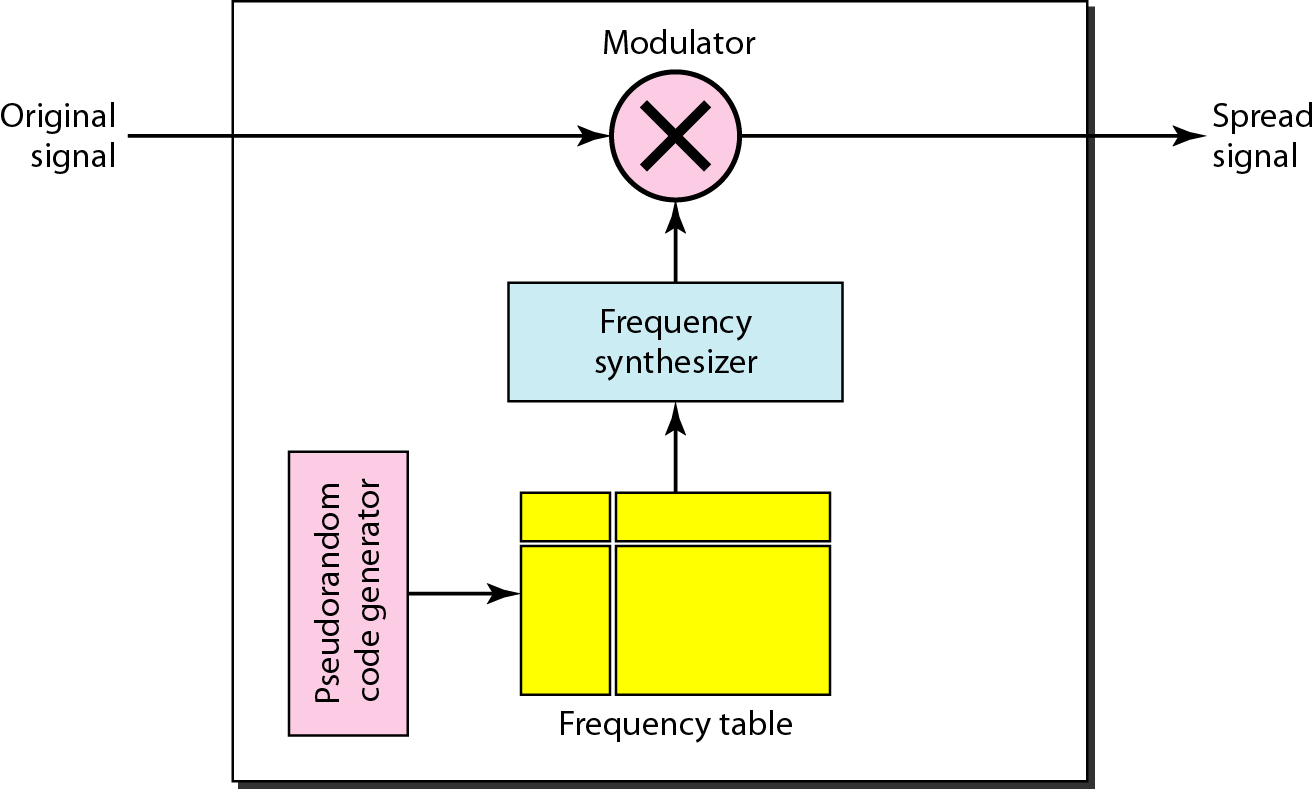 Modulator
Original
signal
Spread
signal
Frequency
synthesizer
Pseudorandom
code generator
Frequency table